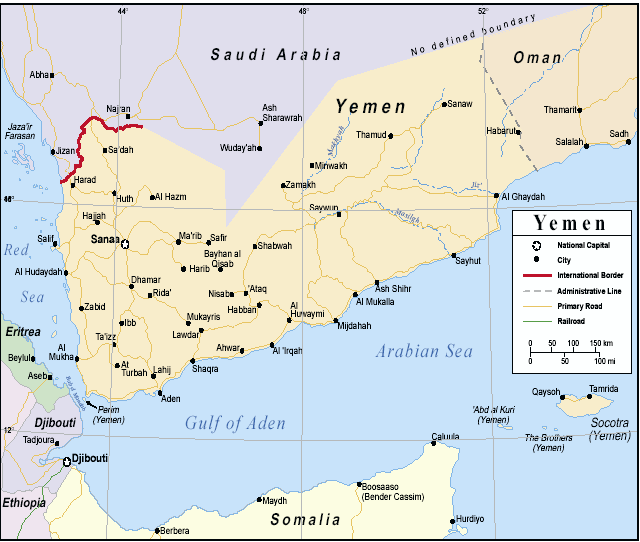 44
48
52
Saudi Arabia
No defined boundary
Oman
Abha
Najran
Ash
Sharawrah
Yemen
Sanaw
Thamarit
Jaza'ir
Farasan
Jizan
Sa'dah
Wuday'ah
Thamud
Habarut
Salalah
Sadh
Harad
Minwakh
Zamakh
Huth
Al Hazm
Al Ghaydah
16
Hajjah
Saywun
Masilah
Salif
Sanaa
Ma'rib
Safir
Shabwah
Red
Sea
Bayhan al
Qisab
Harib
Sayhut
Al Hudaydah
Dhamar
Rida'
Nisab
'Ataq
Ash Shihr
Al Mukalla
Zabid
Habban
Al
Huwaymi
Mijdahah
Ibb
Mukayris
Lawdar
Eritrea
Ta'izz
Al
Mukha
Ahwar
Al 'Irqah
Arabian Sea
Beylul
At
Turbah
Lahij
Shaqra
Aseb
Aden
Perim
(Yemen)
Gulf of Aden
Qaysoh
Tamrida
'Abd al Kuri
(Yemen)
The Brothers
(Yemen)
Socotra
(Yemen)
12
Djibouti
Tadjoura
Djibouti
Caluula
Ethiopia
Boosaaso
(Bender Cassim)
Maydh
Somalia
Hurdiyo
Berbera
Yemen
National Capital
City
International Border
Administrative Line
Primary Road
Railroad
0 50 100 150 km
0 50 100 mi